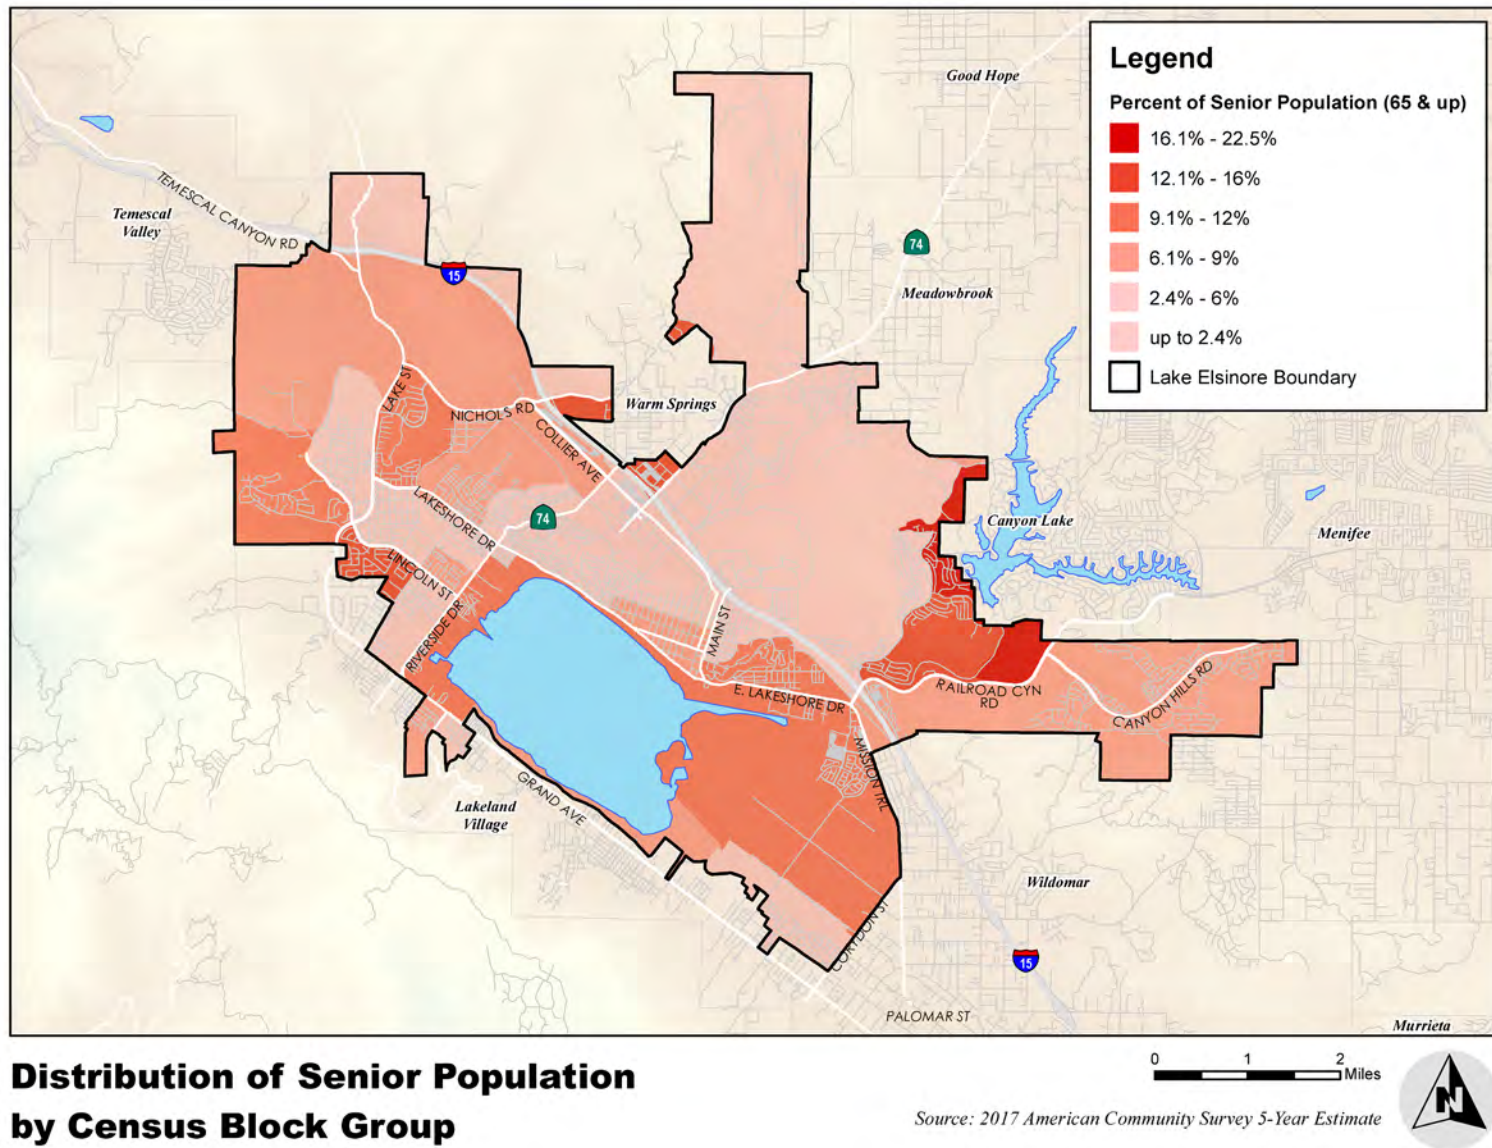 Good Hope
Legend
Percent of Senior Population (65 & up)
16.1% - 22.5%
12.1% - 16%
9.1% - 12%
6.1% - 9%
2.4% - 6%
up to 2.4%
Lake Elsinore Boundary
TEMESCAL CANYON RD
Temescal
Valley
15
74
Meadowbrook
LAKE ST
NICHOLS RD
Warm Springs
COLLIER AVE
LAKESHORE DR
74
Canyon Lake
Menifee
LINCOLN ST
RIVERSIDE DR
MAIN ST
E. LAKESHORE DR
RAILROAD CYN
RD
CANYON HILLS RD
MISSION TRL
GRAND AVE
Lakeland
Village
Wildomar
CORYDON ST
15
PALOMAR ST
Murrieta
Distribution of Senior Population
by Census Block Group
0 1 2
Miles
Source: 2017 American Community Survey 5-Year Estimate
N